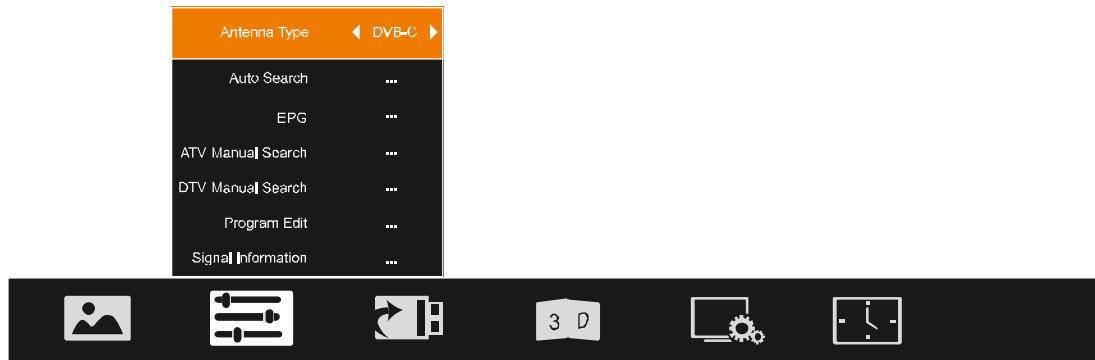 Antenna Type DVB-C
Auto Search ...
EPG ...
ATV Manual Search ...
DTV Manual Search ...
Program Edit ...
Signal Information ...
3 D